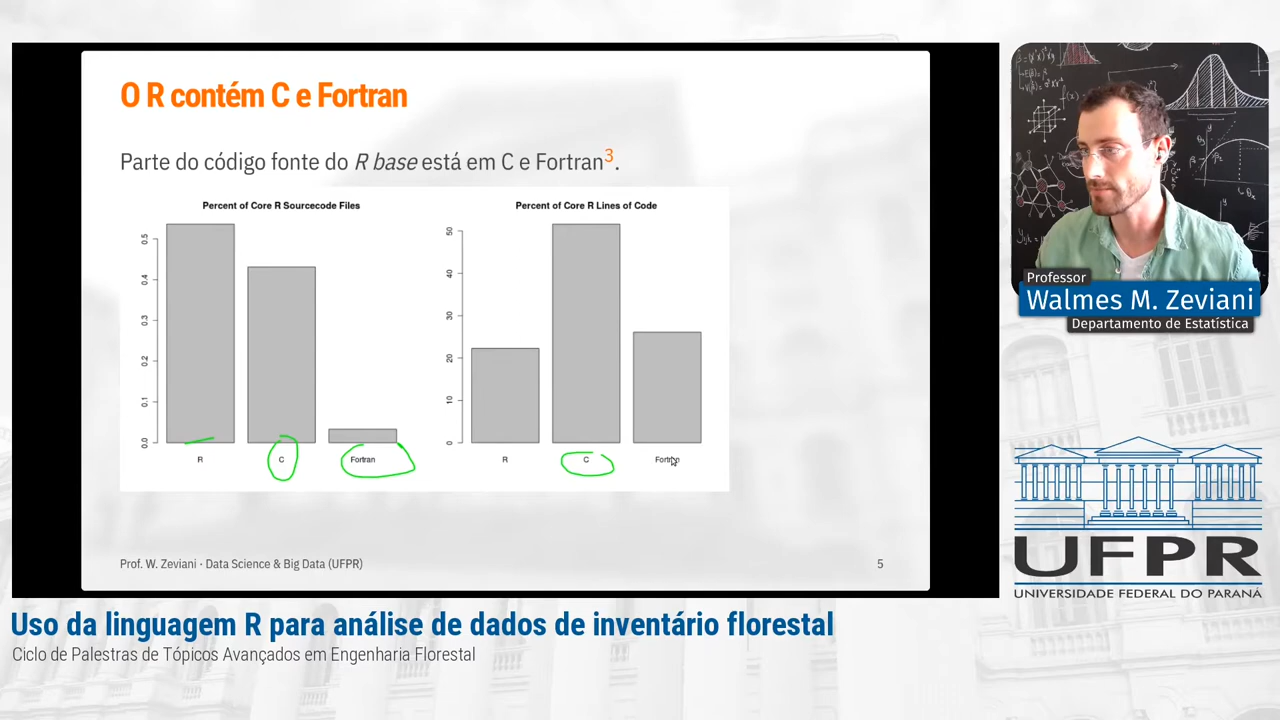 O R contém C e Fortran
Parte do código fonte do R base está em C e Fortran3.
Percent of Core R Sourcecode Files
0.5
0.4
0.3
0.2
0.1
0.0
R C Fortran
Percent of Core R Lines of Code
50
40
30
20
10
0
R C Fortran
Prof. W. Zeviani · Data Science & Big Data (UFPR)
5
Professor
Walmes M. Zeviani
Departamento de Estatística
UFPR
UNIVERSIDADE FEDERAL DO PARANÁ
Uso da linguagem R para análise de dados de inventário florestal
Ciclo de Palestras de Tópicos Avançados em Engenharia Florestal